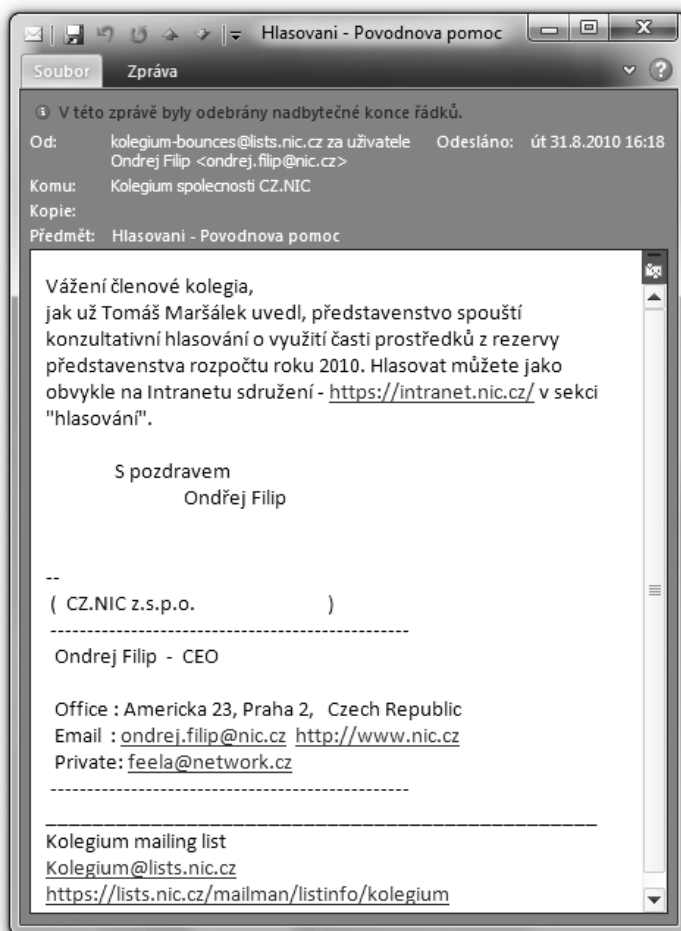 Hlasovani - Povodnova pomoc
Soubor Zpráva
V této zprávě byly odebrány nadbytečné konce řádků.
Od: kolegium-bounces@lists.nic.cz za uživatele Odesláno: út 31.8.2010 16:18
Ondrej Filip <ondrej.filip@nic.cz>
Komu: Kolegium spolecnosti CZ.NIC
Kopie:
Předmět: Hlasovani - Povodnova pomoc
Vážení členové kolegia,
jak už Tomáš Maršálek uvedl, představenstvo spouští
konzultativní hlasování o využití časti prostředků z rezervy
představenstva rozpočtu roku 2010. Hlasovat můžete jako
obvykle na Intranetu sdružení - https://intranet.nic.cz/ v sekci
"hlasování".
S pozdravem
Ondřej Filip
--
( CZ.NIC z.s.p.o. )
-------------------------------------------------
Ondrej Filip - CEO
Office : Americka 23, Praha 2, Czech Republic
Email : ondrej.filip@nic.cz http://www.nic.cz
Private: feela@network.cz
-------------------------------------------------
_______________________________________________
Kolegium mailing list
Kolegium@lists.nic.cz
https://lists.nic.cz/mailman/listinfo/kolegium